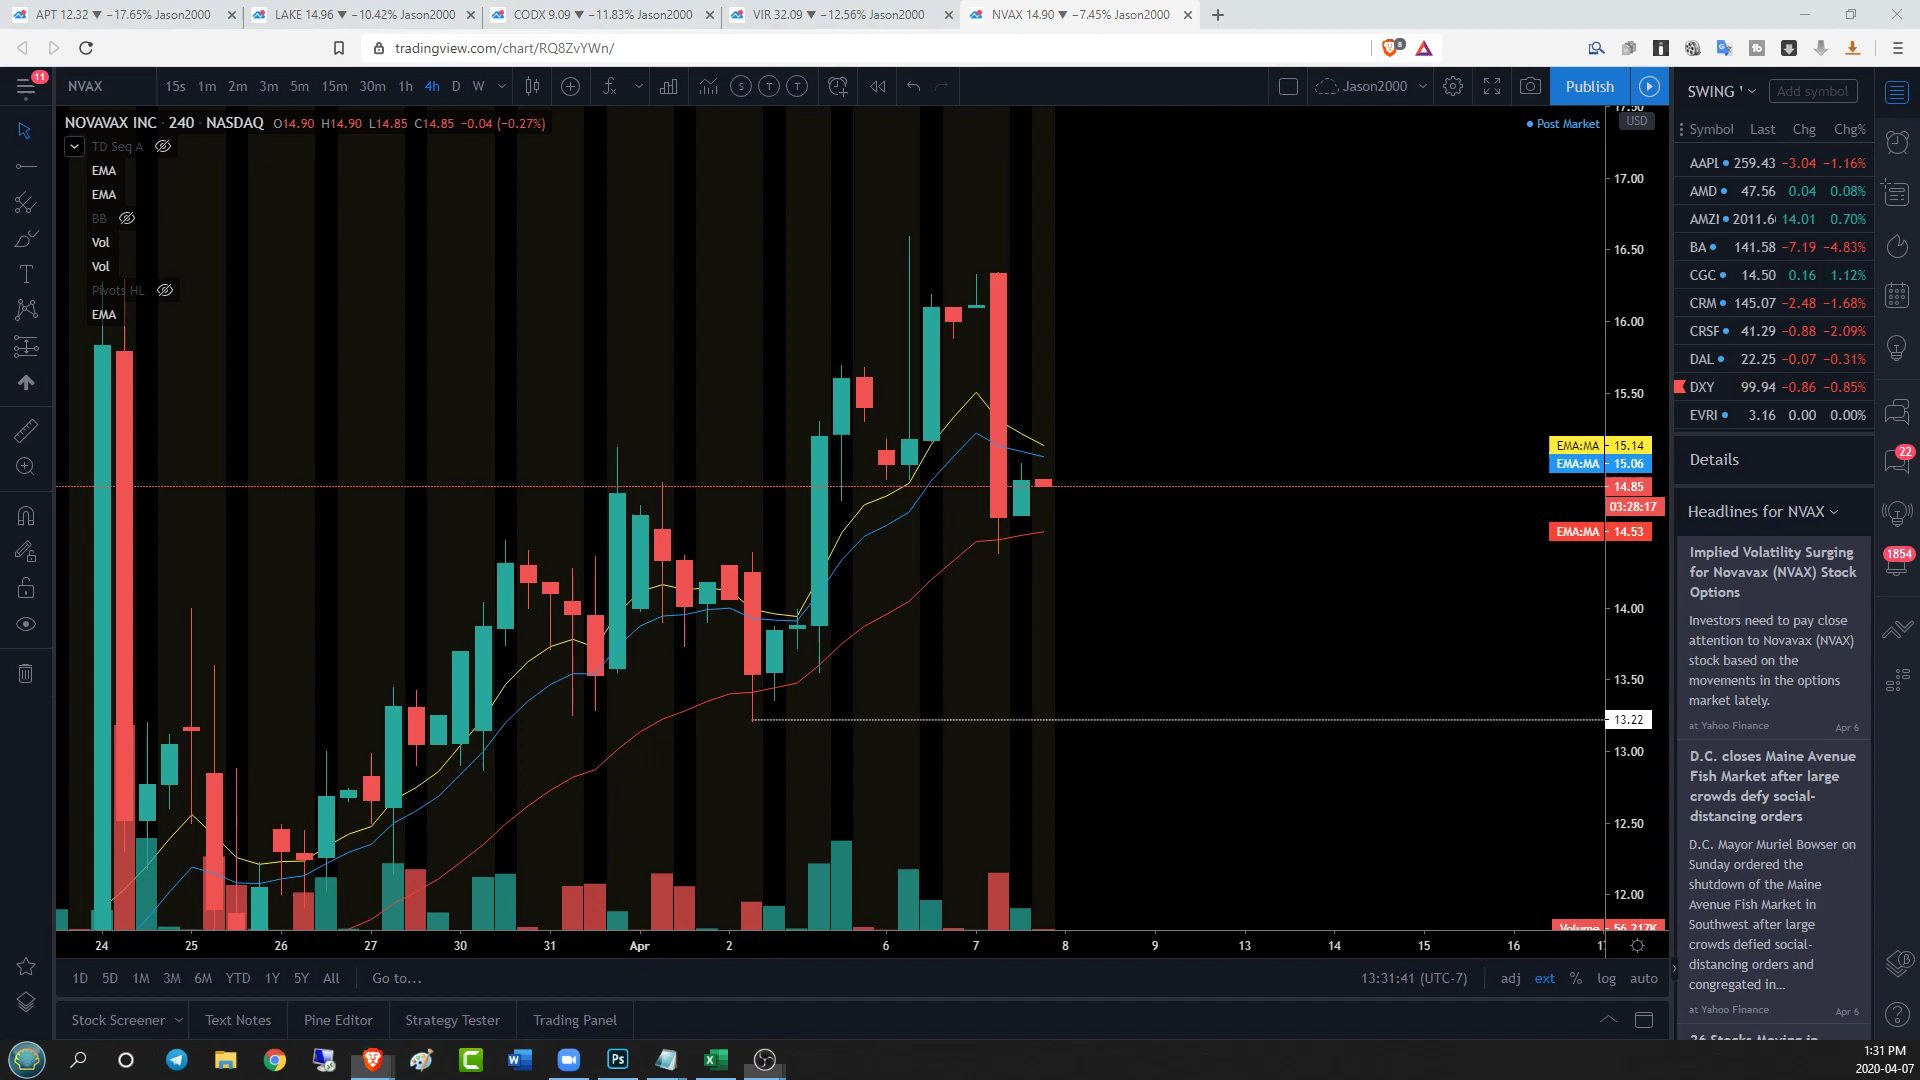 APT 12.32 ▼ −17.65% Jason2000
LAKE 14.96 ▼ −10.42% Jason2000
CODX 9.09 ▼ −11.83% Jason2000
VIR 32.09 ▼ −12.56% Jason2000
NVAX 14.90 ▼ −7.45% Jason2000
tradingview.com/chart/RQ8ZvYWn/
8
11
NVAX 15s 1m 2m 3m 5m 15m 30m 1h 4h D W
S T T
Jason2000
Publish
SWING
Add symbol
NOVAVAX INC · 240 · NASDAQ O14.90 H14.90 L14.85 C14.85 −0.04 (−0.27%)
Post Market
USD
TD Seq A
EMA
EMA
BB
Vol
Vol
Pivots HL
EMA
17.50
17.00
16.50
16.00
15.50
EMA:MA 15.14
EMA:MA 15.06
14.85
03:28:17
EMA:MA 14.53
14.00
13.50
13.22
13.00
12.50
12.00
Volume 56.217K
24 25 26 27 30 31 Apr 2 6 7 8 9 13 14 15 16
1D 5D 1M 3M 6M YTD 1Y 5Y All Go to...
13:31:41 (UTC-7) adj ext % log auto
Stock Screener Text Notes Pine Editor Strategy Tester Trading Panel
Symbol Last Chg Chg%
AAPL 259.43 −3.04 −1.16%
AMD 47.56 0.04 0.08%
AMZI 2011.6 14.01 0.70%
BA 141.58 −7.19 −4.83%
CGC 14.50 0.16 1.12%
CRM 145.07 −2.48 −1.68%
CRSF 41.29 −0.88 −2.09%
DAL 22.25 −0.07 −0.31%
DXY 99.94 −0.86 −0.85%
EVRI 3.16 0.00 0.00%
Details
Headlines for NVAX
Implied Volatility Surging
for Novavax (NVAX) Stock
Options
Investors need to pay close
attention to Novavax (NVAX)
stock based on the
movements in the options
market lately.
at Yahoo Finance Apr 6
D.C. closes Maine Avenue
Fish Market after large
crowds defy social-
distancing orders
D.C. Mayor Muriel Bowser on
Sunday ordered the
shutdown of the Maine
Avenue Fish Market in
Southwest after large
crowds defied social-
distancing orders and
congregated in...
at Yahoo Finance Apr 6
26 Stocks Moving in
22
1854
1:31 PM
2020-04-07